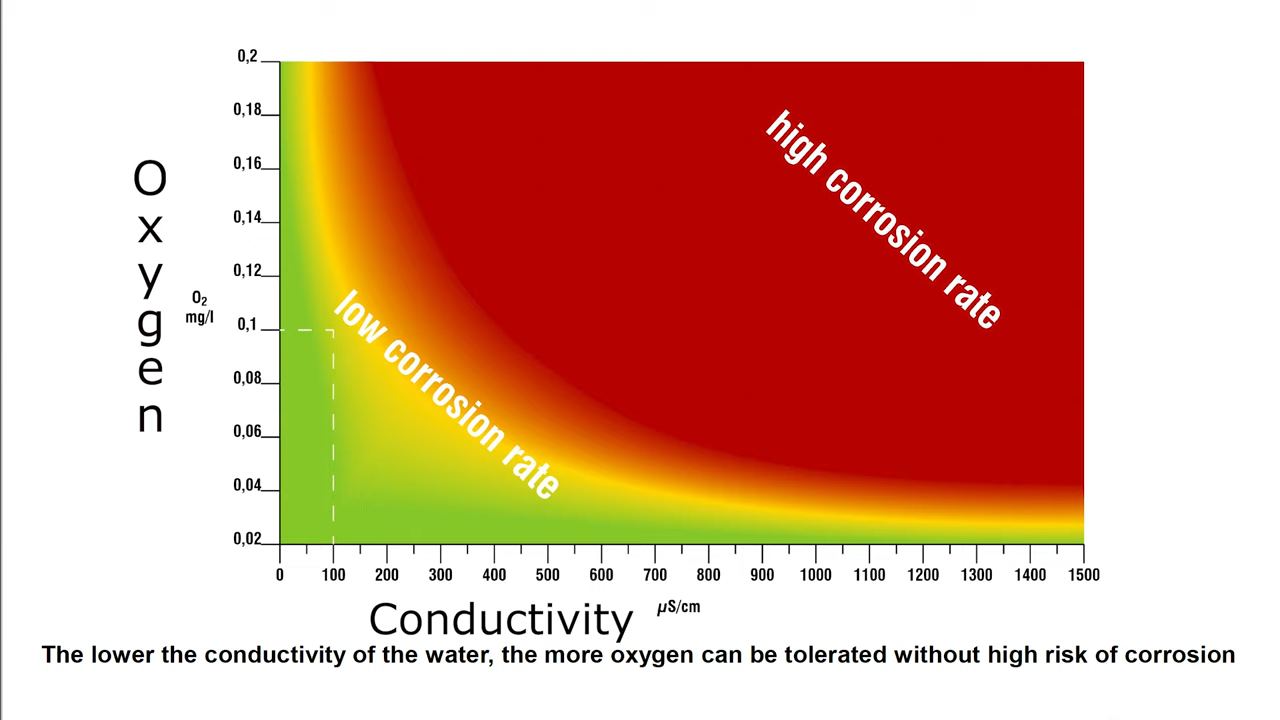 0,2
0,18
0,16
0,14
0,12
0,1
0,08
0,06
0,04
0,02
Oxygen
O₂
mg/l
high corrosion rate
low corrosion rate
0 100 200 300 400 500 600 700 800 900 1000 1100 1200 1300 1400 1500
Conductivity µS/cm
The lower the conductivity of the water, the more oxygen can be tolerated without high risk of corrosion